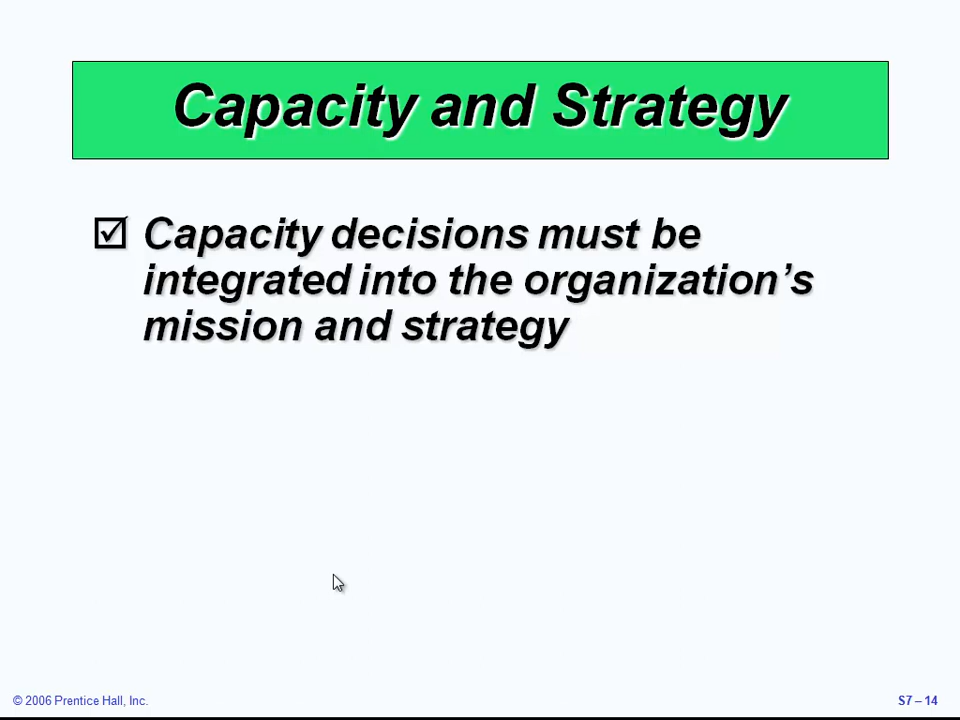 Capacity and Strategy
☑ Capacity decisions must be
integrated into the organization's
mission and strategy
© 2006 Prentice Hall, Inc.
S7 – 14